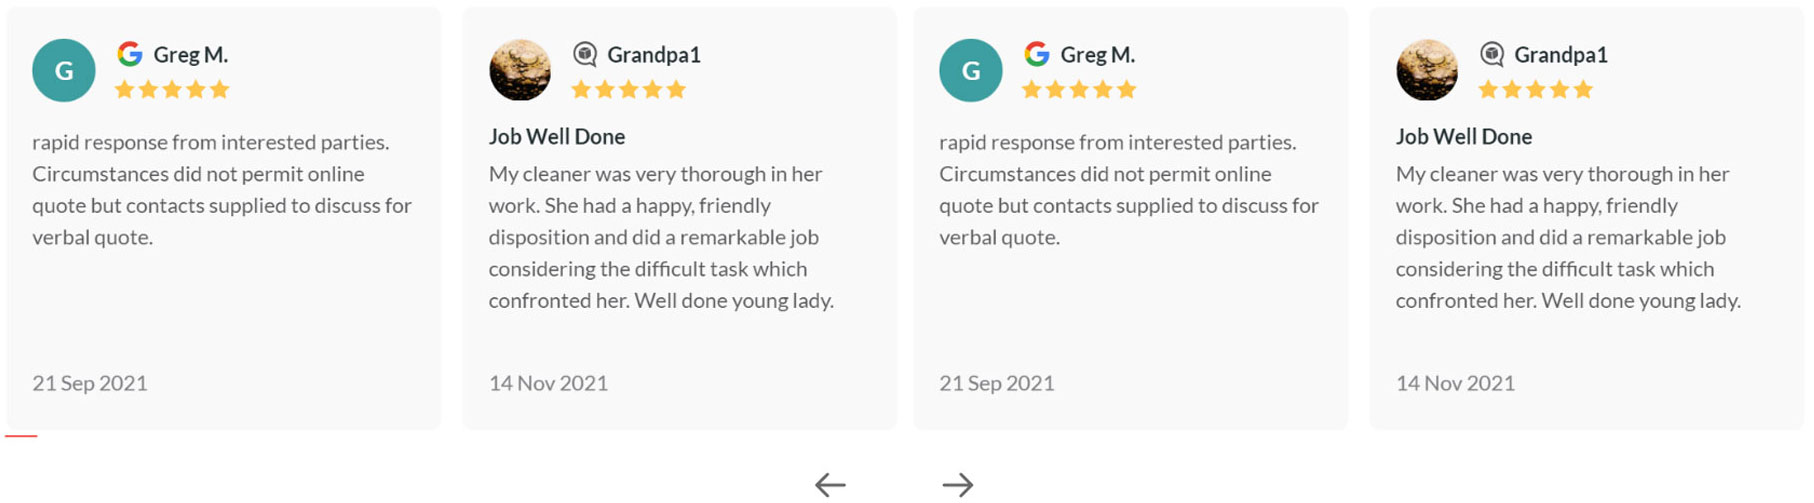 G
Greg M.
rapid response from interested parties.
Circumstances did not permit online
quote but contacts supplied to discuss for
verbal quote.
21 Sep 2021
Grandpa1
Job Well Done
My cleaner was very thorough in her
work. She had a happy, friendly
disposition and did a remarkable job
considering the difficult task which
confronted her. Well done young lady.
14 Nov 2021
G
Greg M.
rapid response from interested parties.
Circumstances did not permit online
quote but contacts supplied to discuss for
verbal quote.
21 Sep 2021
Grandpa1
Job Well Done
My cleaner was very thorough in her
work. She had a happy, friendly
disposition and did a remarkable job
considering the difficult task which
confronted her. Well done young lady.
14 Nov 2021